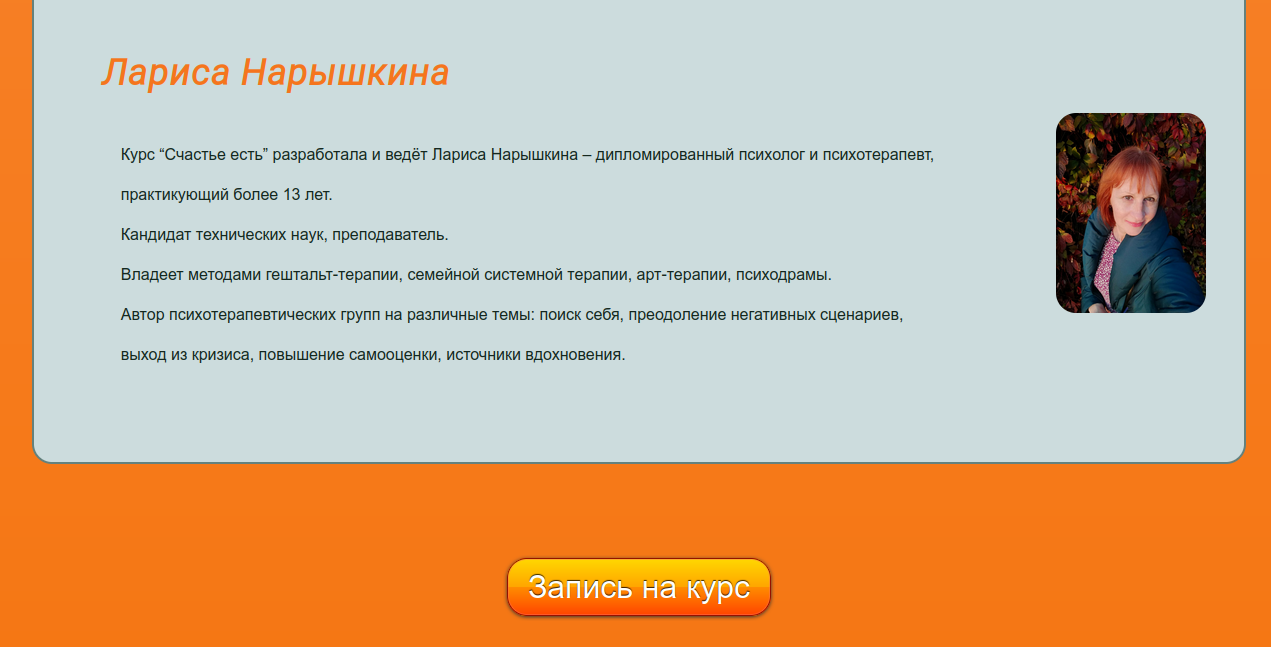 Лариса Нарышкина
Курс “Счастье есть” разработала и ведёт Лариса Нарышкина – дипломированный психолог и психотерапевт,
практикующий более 13 лет.
Кандидат технических наук, преподаватель.
Владеет методами гештальт-терапии, семейной системной терапии, арт-терапии, психодрамы.
Автор психотерапевтических групп на различные темы: поиск себя, преодоление негативных сценариев,
выход из кризиса, повышение самооценки, источники вдохновения.
Запись на курс